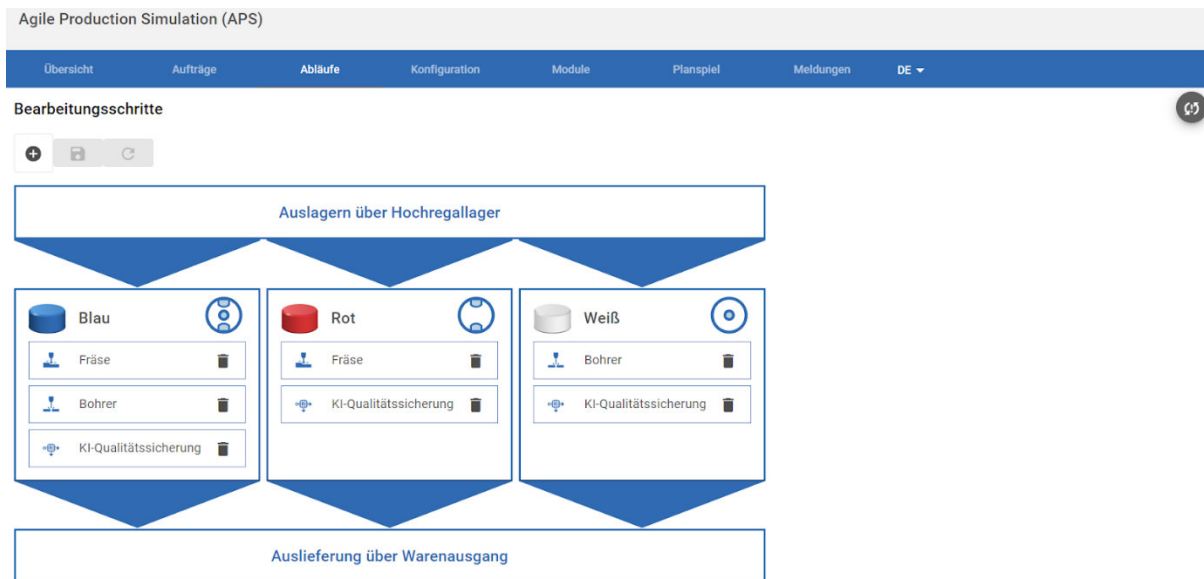 Agile Production Simulation (APS)
Übersicht Aufträge Abläufe Konfiguration Module Planspiel Meldungen DE
Bearbeitungsschritte
Auslagern über Hochregallager
Blau Rot Weiß
Fräse Fräse Bohrer
Bohrer KI-Qualitätssicherung KI-Qualitätssicherung
KI-Qualitätssicherung
Auslieferung über Warenausgang